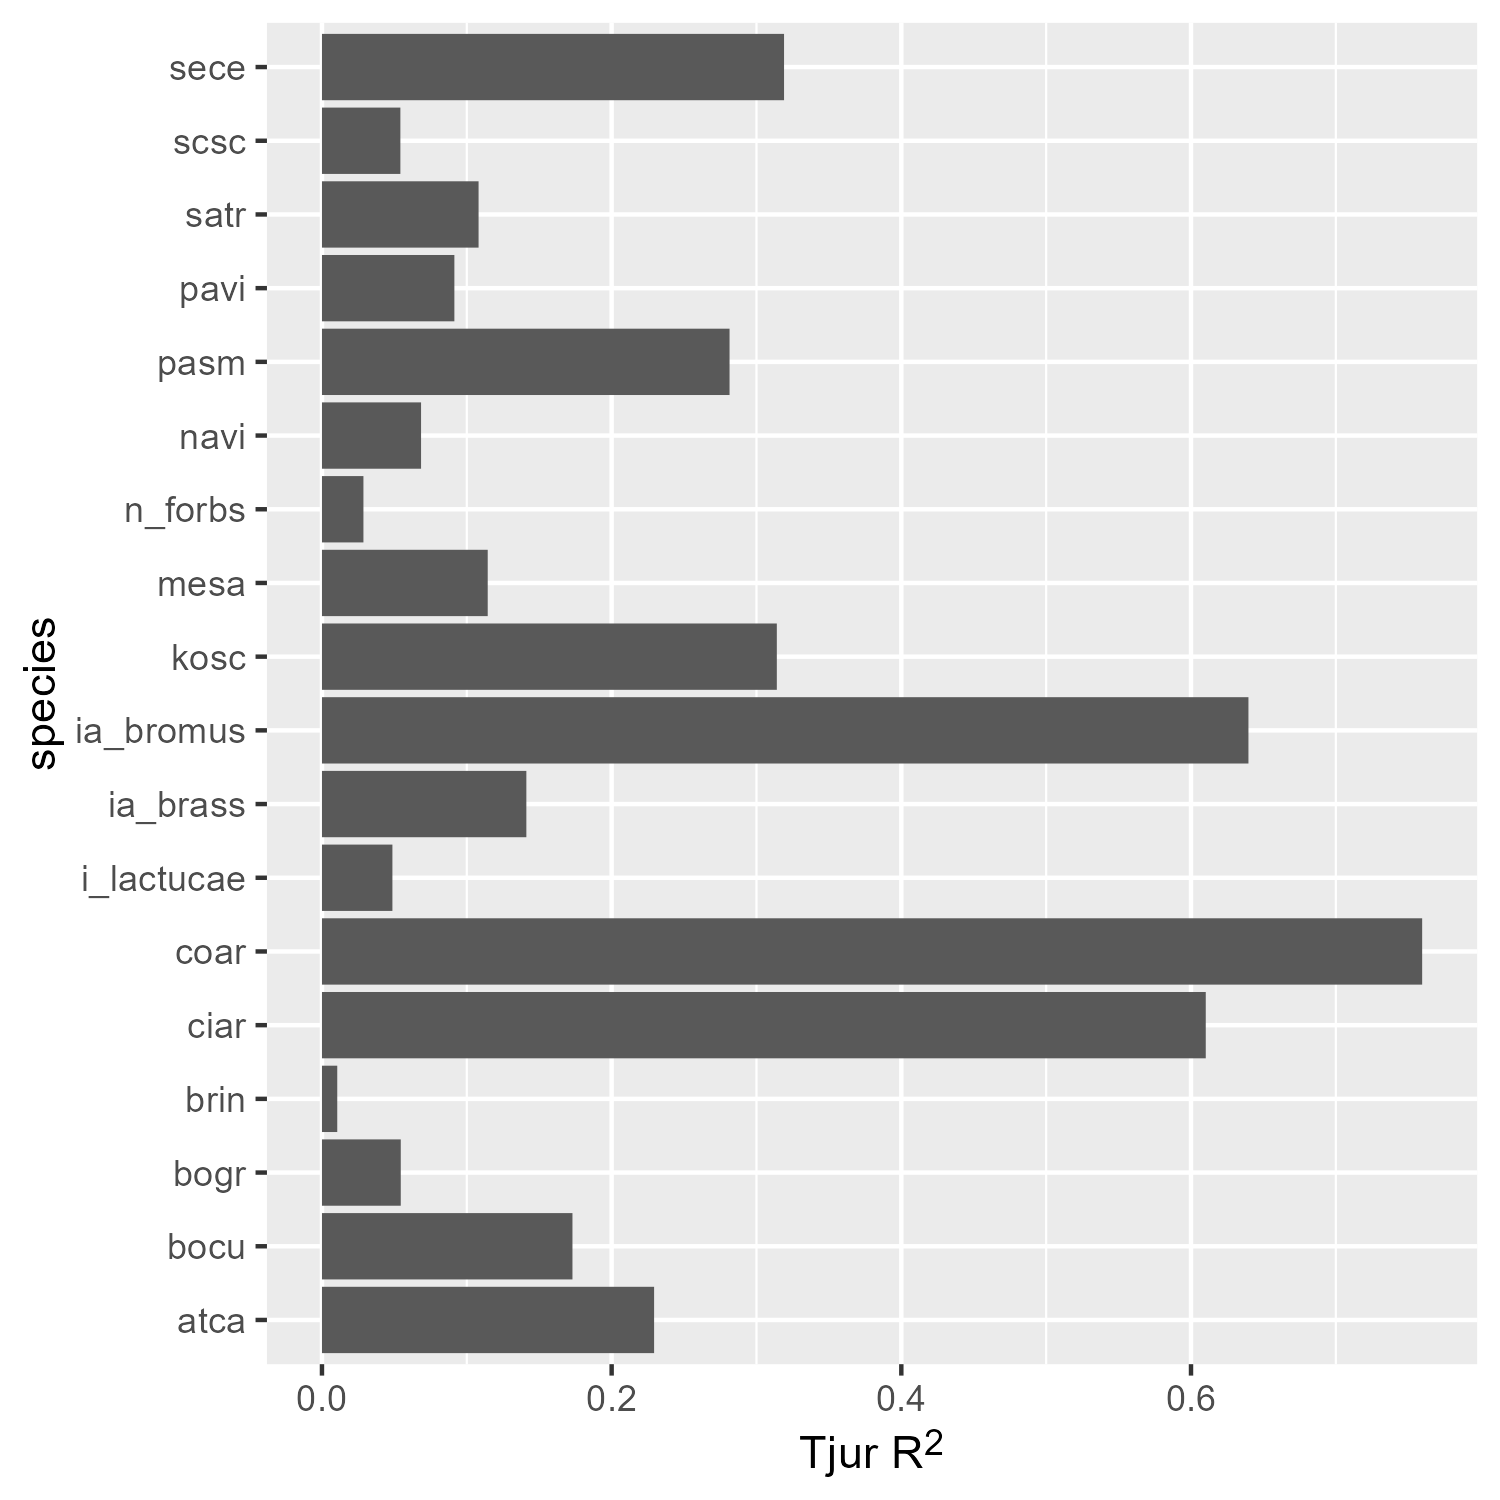 sece
scsc
satr
pavi
pasm
navi
n_forbs
mesa
kosc
ia_bromus
ia_brass
i_lactucae
coar
ciar
brin
bogr
bocu
atca
species
0.0 0.2 0.4 0.6
Tjur R²